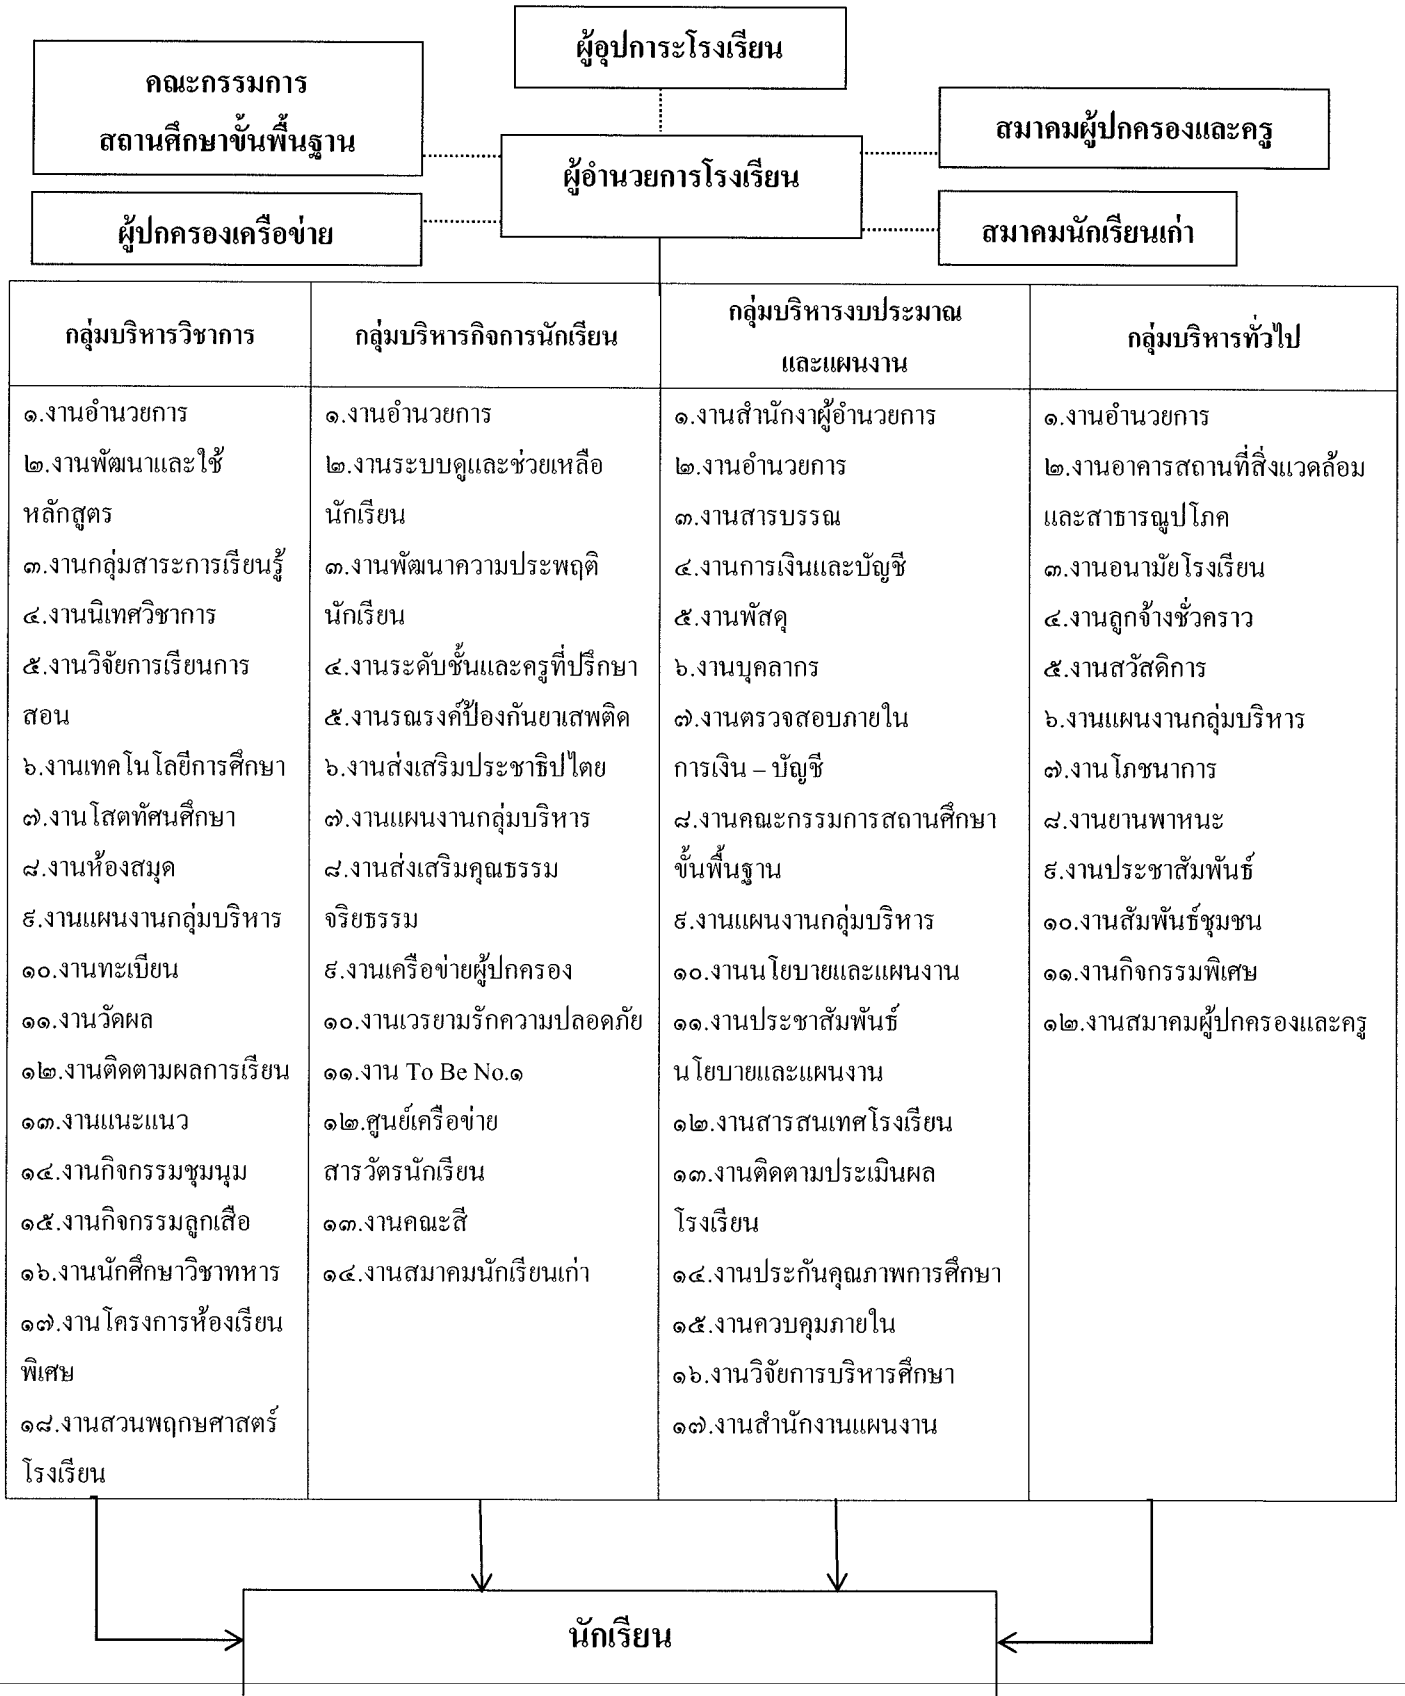 ผู้อุปการะโรงเรียน
คณะกรรมการ
สถานศึกษาขั้นพื้นฐาน
สมาคมผู้ปกครองและครู
ผู้อำนวยการโรงเรียน
ผู้ปกครองเครือข่าย
สมาคมนักเรียนเก่า
กลุ่มบริหารวิชาการ
๑.งานอำนวยการ
๒.งานพัฒนาและใช้
หลักสูตร
๓.งานกลุ่มสาระการเรียนรู้
๔.งานนิเทศวิชาการ
๕.งานวิจัยการเรียนการ
สอน
๖.งานเทคโนโลยีการศึกษา
๗.งานโสตทัศนศึกษา
๘.งานห้องสมุด
๙.งานแผนงานกลุ่มบริหาร
๑๐.งานทะเบียน
๑๑.งานวัดผล
๑๒.งานติดตามผลการเรียน
๑๓.งานแนะแนว
๑๔.งานกิจกรรมชุมนุม
๑๕.งานกิจกรรมลูกเสือ
๑๖.งานนักศึกษาวิชาทหาร
๑๗.งานโครงการห้องเรียน
พิเศษ
๑๘.งานสวนพฤกษศาสตร์
โรงเรียน
กลุ่มบริหารกิจการนักเรียน
๑.งานอำนวยการ
๒.งานระบบดูและช่วยเหลือ
นักเรียน
๓.งานพัฒนาความประพฤติ
นักเรียน
๔.งานระดับชั้นและครูที่ปรึกษา
๕.งานรณรงค์ป้องกันยาเสพติด
๖.งานส่งเสริมประชาธิปไตย
๗.งานแผนงานกลุ่มบริหาร
๘.งานส่งเสริมคุณธรรม
จริยธรรม
๙.งานเครือข่ายผู้ปกครอง
๑๐.งานเวรยามรักความปลอดภัย
๑๑.งาน To Be No.๑
๑๒.ศูนย์เครือข่าย
สารวัตรนักเรียน
๑๓.งานคณะสี
๑๔.งานสมาคมนักเรียนเก่า
กลุ่มบริหารงบประมาณ
และแผนงาน
๑.งานสำนักงาผู้อำนวยการ
๒.งานอำนวยการ
๓.งานสารบรรณ
๔.งานการเงินและบัญชี
๕.งานพัสดุ
๖.งานบุคลากร
๗.งานตรวจสอบภายใน
การเงิน – บัญชี
๘.งานคณะกรรมการสถานศึกษา
ขั้นพื้นฐาน
๙.งานแผนงานกลุ่มบริหาร
๑๐.งานนโยบายและแผนงาน
๑๑.งานประชาสัมพันธ์
นโยบายและแผนงาน
๑๒.งานสารสนเทศโรงเรียน
๑๓.งานติดตามประเมินผล
โรงเรียน
๑๔.งานประกันคุณภาพการศึกษา
๑๕.งานควบคุมภายใน
๑๖.งานวิจัยการบริหารศึกษา
๑๗.งานสำนักงานแผนงาน
กลุ่มบริหารทั่วไป
๑.งานอำนวยการ
๒.งานอาคารสถานที่สิ่งแวดล้อม
และสาธารณูปโภค
๓.งานอนามัยโรงเรียน
๔.งานลูกจ้างชั่วคราว
๕.งานสวัสดิการ
๖.งานแผนงานกลุ่มบริหาร
๗.งานโภชนาการ
๘.งานยานพาหนะ
๙.งานประชาสัมพันธ์
๑๐.งานสัมพันธ์ชุมชน
๑๑.งานกิจกรรมพิเศษ
๑๒.งานสมาคมผู้ปกครองและครู
นักเรียน